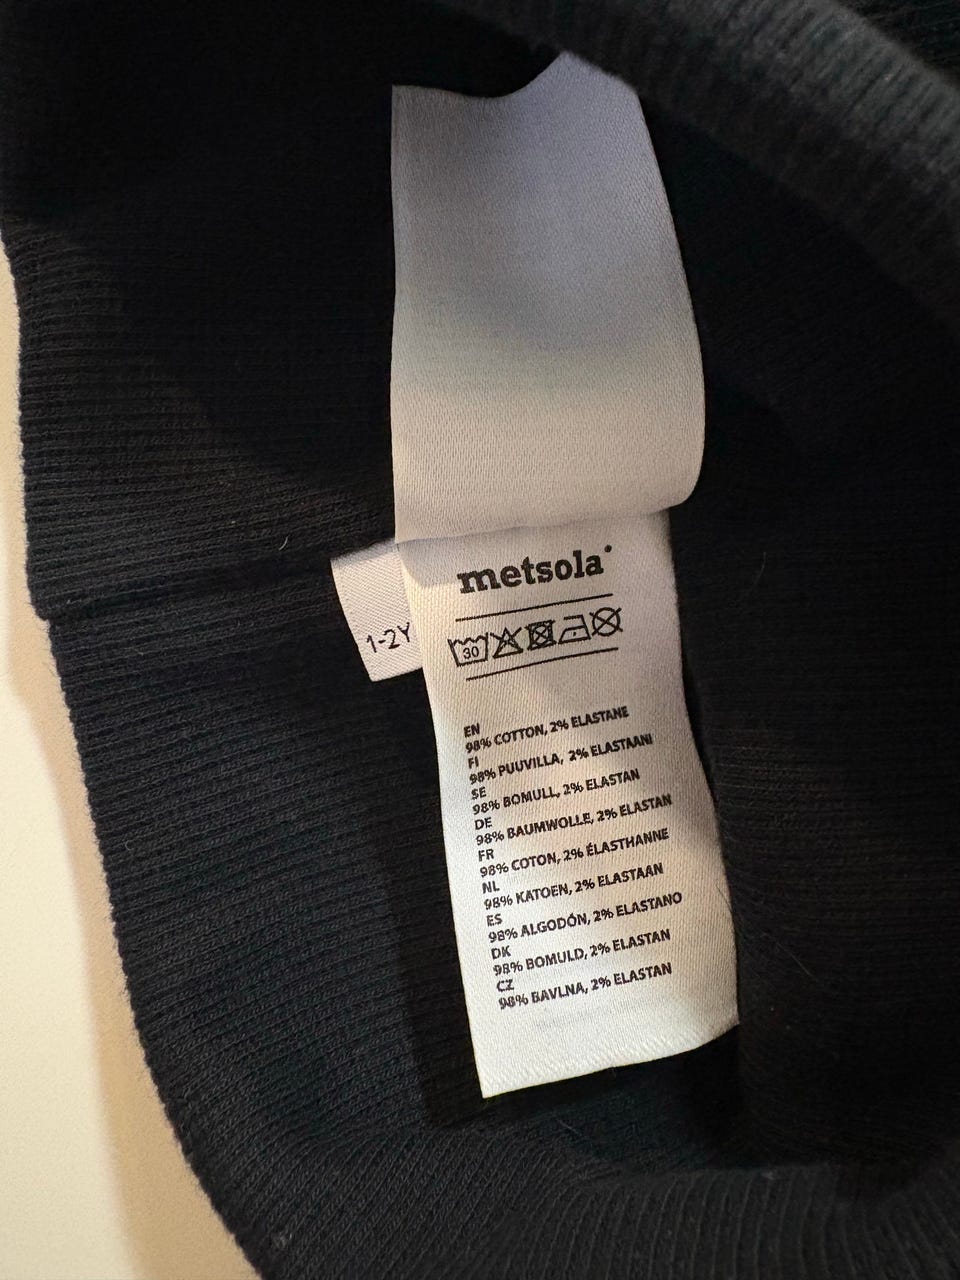 metsola
30
1-2Y
EN
98% COTTON, 2% ELASTANE
FI
98% PUUVILLA, 2% ELASTAANI
SE
98% BOMULL, 2% ELASTAN
DE
98% BAUMWOLLE, 2% ELASTAN
FR
98% COTON, 2% ÉLASTHANNE
NL
98% KATOEN, 2% ELASTAAN
ES
98% ALGODÓN, 2% ELASTANO
DK
98% BOMULD, 2% ELASTAN
CZ
98% BAVLNA, 2% ELASTAN